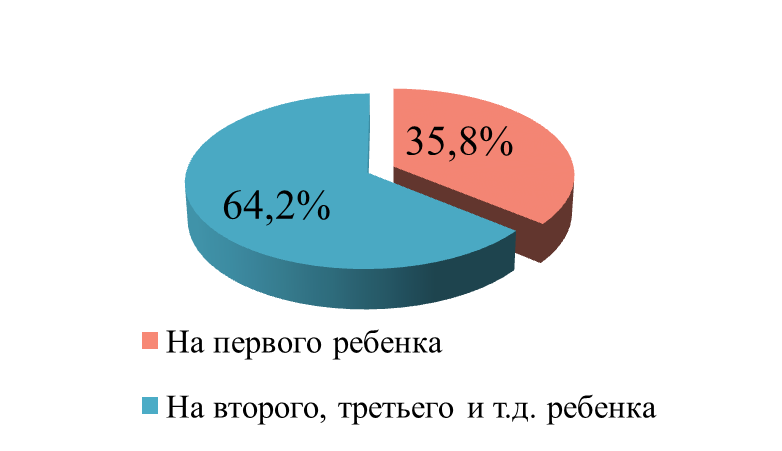 35,8%
64,2%
На первого ребенка
На второго, третьего и т.д. ребенка